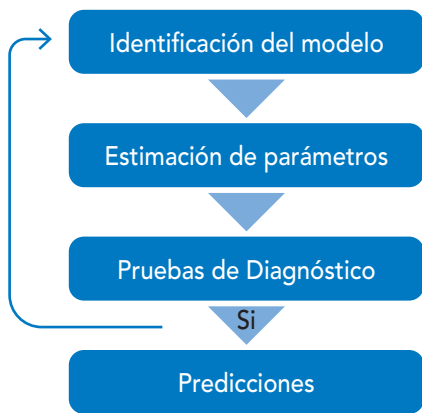 Identificación del modelo
Estimación de parámetros
Pruebas de Diagnóstico
Si
Predicciones